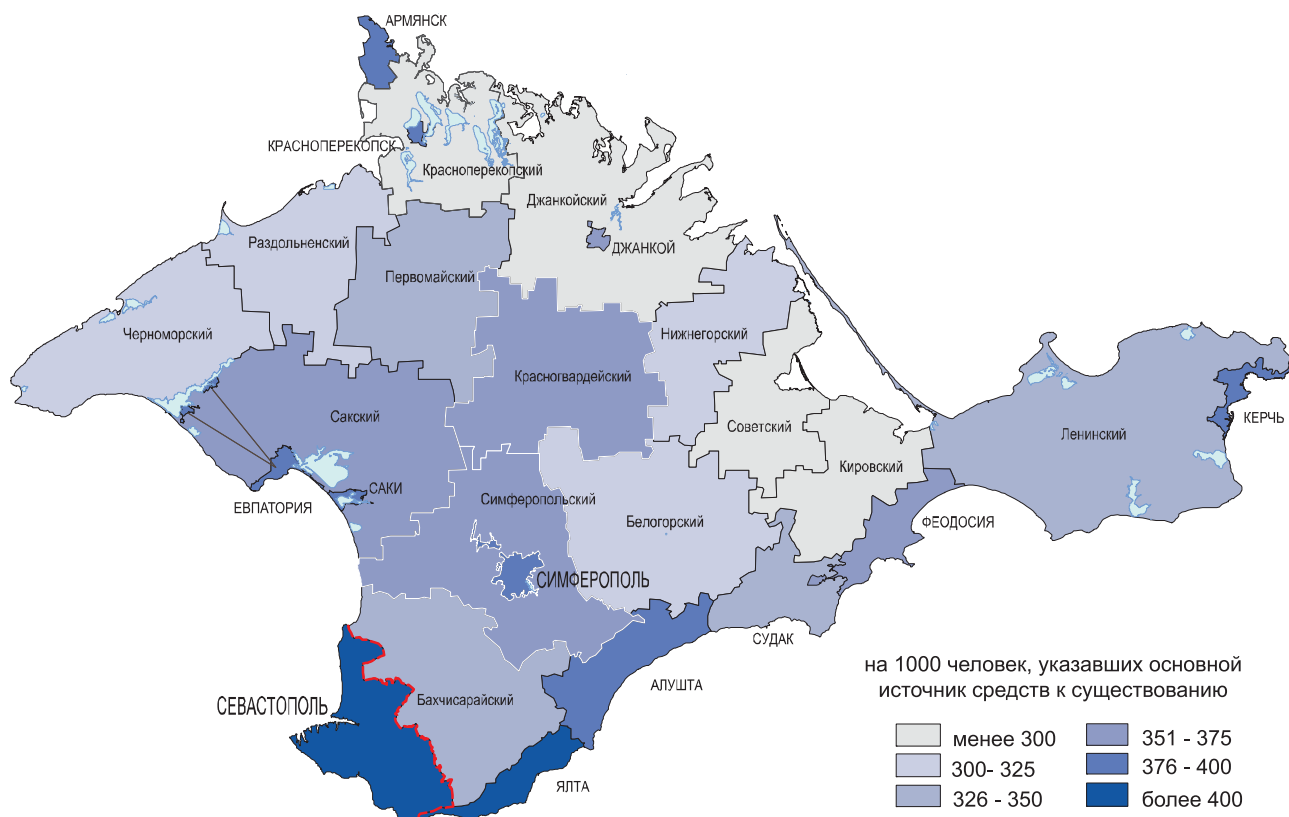 АРМЯНСК
КРАСНОПЕРЕКОПСК
Красноперекопский
Джанкойский
ДЖАНКОЙ
Раздольненский
Первомайский
Черноморский
Нижнегорский
Красногвардейский
Сакский
Советский
Ленинский
КЕРЧЬ
Кировский
САКИ
ЕВПАТОРИЯ
Симферопольский
Белогорский
ФЕОДОСИЯ
СИМФЕРОПОЛЬ
СУДАК
АЛУШТА
СЕВАСТОПОЛЬ
Бахчисарайский
ЯЛТА
на 1000 человек, указавших основной
источник средств к существованию
менее 300
300- 325
326 - 350
351 - 375
376 - 400
более 400